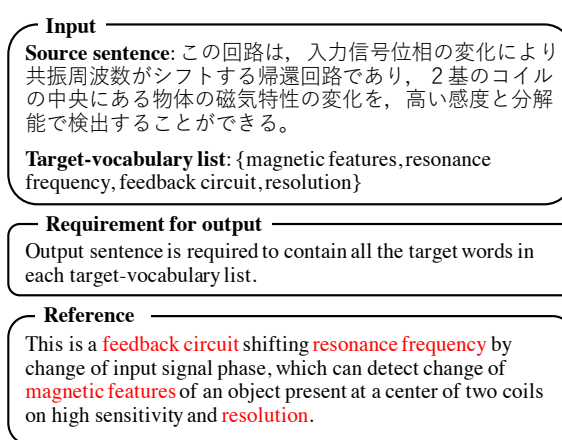 Input
Source sentence: この回路は，入力信号位相の変化により
共振周波数がシフトする帰還回路であり，２基のコイル
の中央にある物体の磁気特性の変化を，高い感度と分解
能で検出することができる。
Target-vocabulary list: {magnetic features, resonance
frequency, feedback circuit, resolution}
Requirement for output
Output sentence is required to contain all the target words in
each target-vocabulary list.
Reference
This is a feedback circuit shifting resonance frequency by
change of input signal phase, which can detect change of
magnetic features of an object present at a center of two coils
on high sensitivity and resolution.